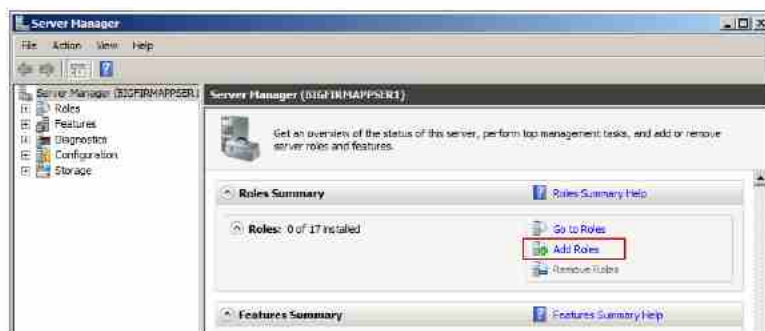 Server Manager
File Action View Help
Server Manager (BIGFIRMAPPSER1
Server Manager (BIGFIRMAPPSER1)
Roles
Features
Diagnostics
Configuration
Storage
Get an overview of the status of this server, perform top management tasks, and add or remove
server roles and features.
Roles Summary
Roles Summary Help
Roles: 0 of 17 installed
Go to Roles
Add Roles
Remove Roles
Features Summary
Features Summary Help